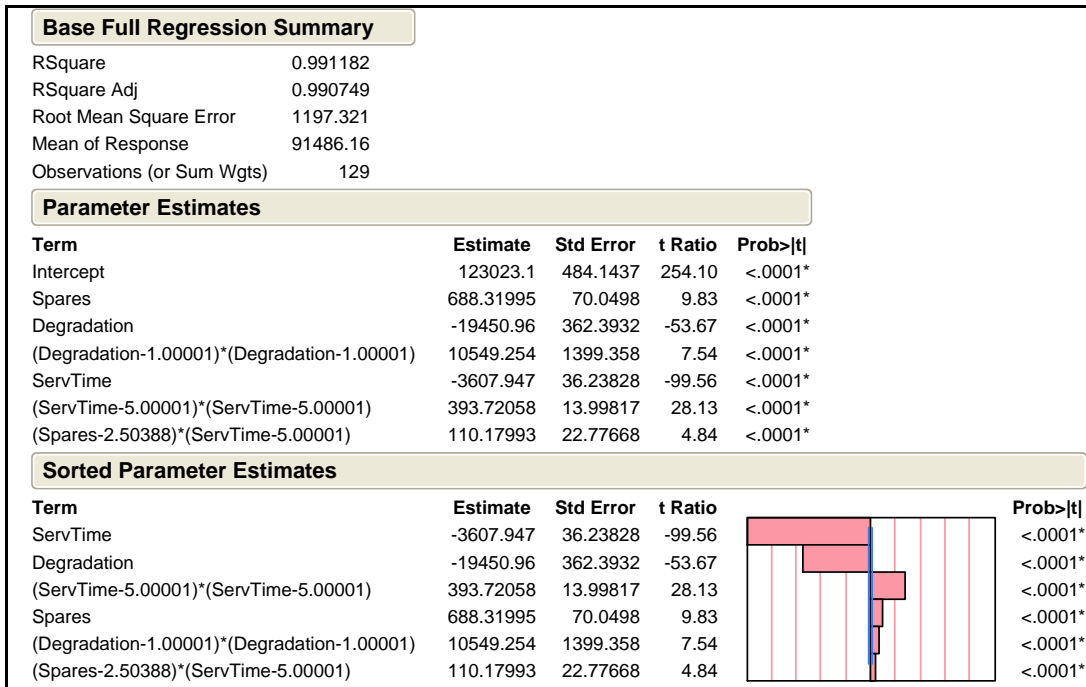 Base Full Regression Summary
RSquare 0.991182
RSquare Adj 0.990749
Root Mean Square Error 1197.321
Mean of Response 91486.16
Observations (or Sum Wgts) 129
Parameter Estimates
Term Estimate Std Error t Ratio Prob>|t|
Intercept 123023.1 484.1437 254.10 <.0001*
Spares 688.31995 70.0498 9.83 <.0001*
Degradation -19450.96 362.3932 -53.67 <.0001*
(Degradation-1.00001)*(Degradation-1.00001) 10549.254 1399.358 7.54 <.0001*
ServTime -3607.947 36.23828 -99.56 <.0001*
(ServTime-5.00001)*(ServTime-5.00001) 393.72058 13.99817 28.13 <.0001*
(Spares-2.50388)*(ServTime-5.00001) 110.17993 22.77668 4.84 <.0001*
Sorted Parameter Estimates
Term Estimate Std Error t Ratio Prob>|t|
ServTime -3607.947 36.23828 -99.56 <.0001*
Degradation -19450.96 362.3932 -53.67 <.0001*
(ServTime-5.00001)*(ServTime-5.00001) 393.72058 13.99817 28.13 <.0001*
Spares 688.31995 70.0498 9.83 <.0001*
(Degradation-1.00001)*(Degradation-1.00001) 10549.254 1399.358 7.54 <.0001*
(Spares-2.50388)*(ServTime-5.00001) 110.17993 22.77668 4.84 <.0001*